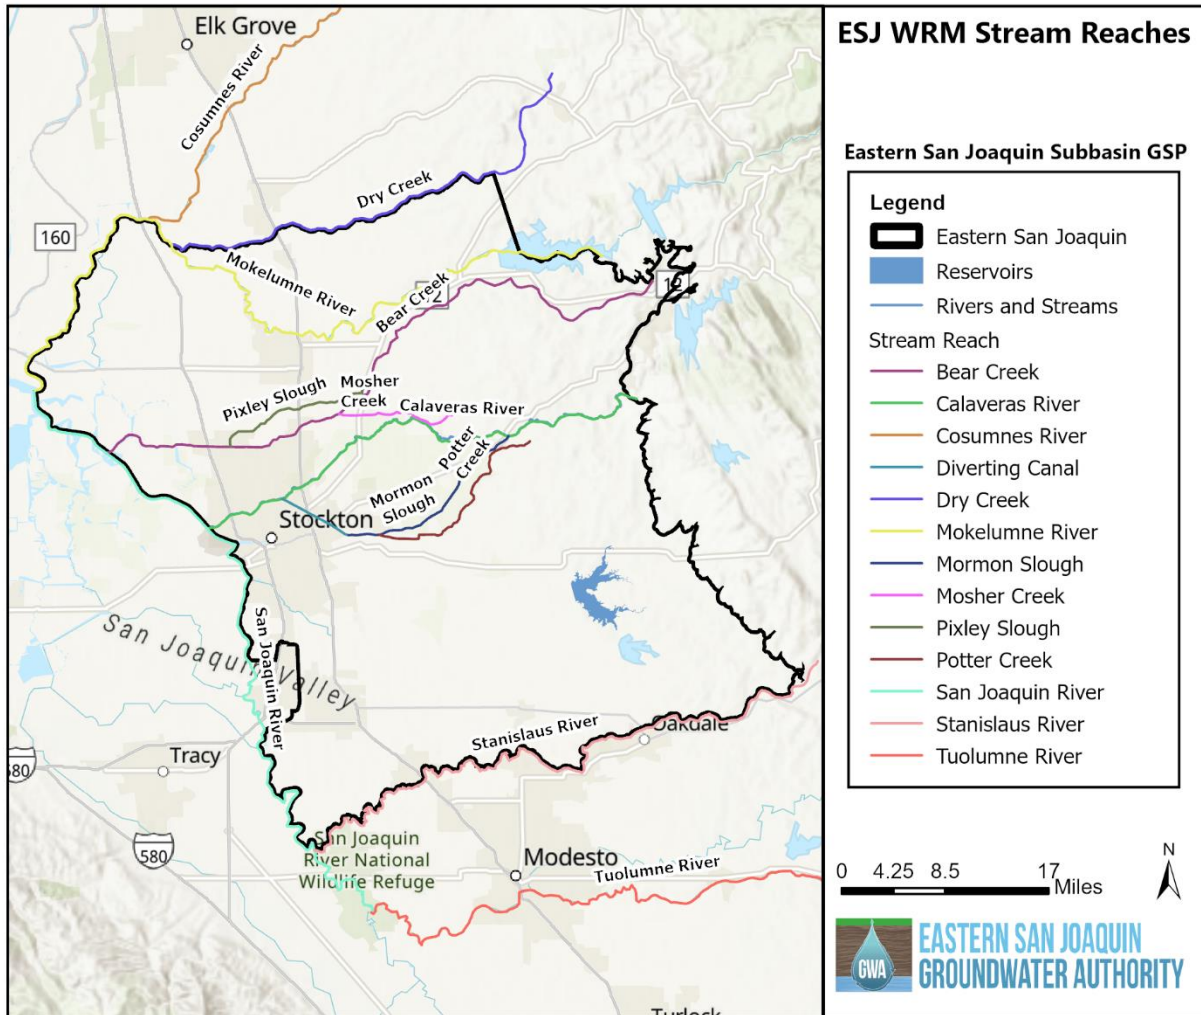 ESJ WRM Stream Reaches
Eastern San Joaquin Subbasin GSP
Legend
Eastern San Joaquin
Reservoirs
Rivers and Streams
Stream Reach
Bear Creek
Calaveras River
Cosumnes River
Diverting Canal
Dry Creek
Mokelumne River
Mormon Slough
Mosher Creek
Pixley Slough
Potter Creek
San Joaquin River
Stanislaus River
Tuolumne River
0 4.25 8.5 17
Miles
N
GWA
EASTERN SAN JOAQUIN
GROUNDWATER AUTHORITY
Elk Grove
Cosumnes River
160
Dry Creek
Mokelumne River
Bear Creek
12
Pixley Slough
Mosher
Creek
Calaveras River
Mormon
Slough
Potter
Creek
Stockton
San Joaquin Valley
San Joaquin River
Tracy
580
580
Stanislaus River
Oakdale
San Joaquin
River National
Wildlife Refuge
Modesto
Tuolumne River
Turlock